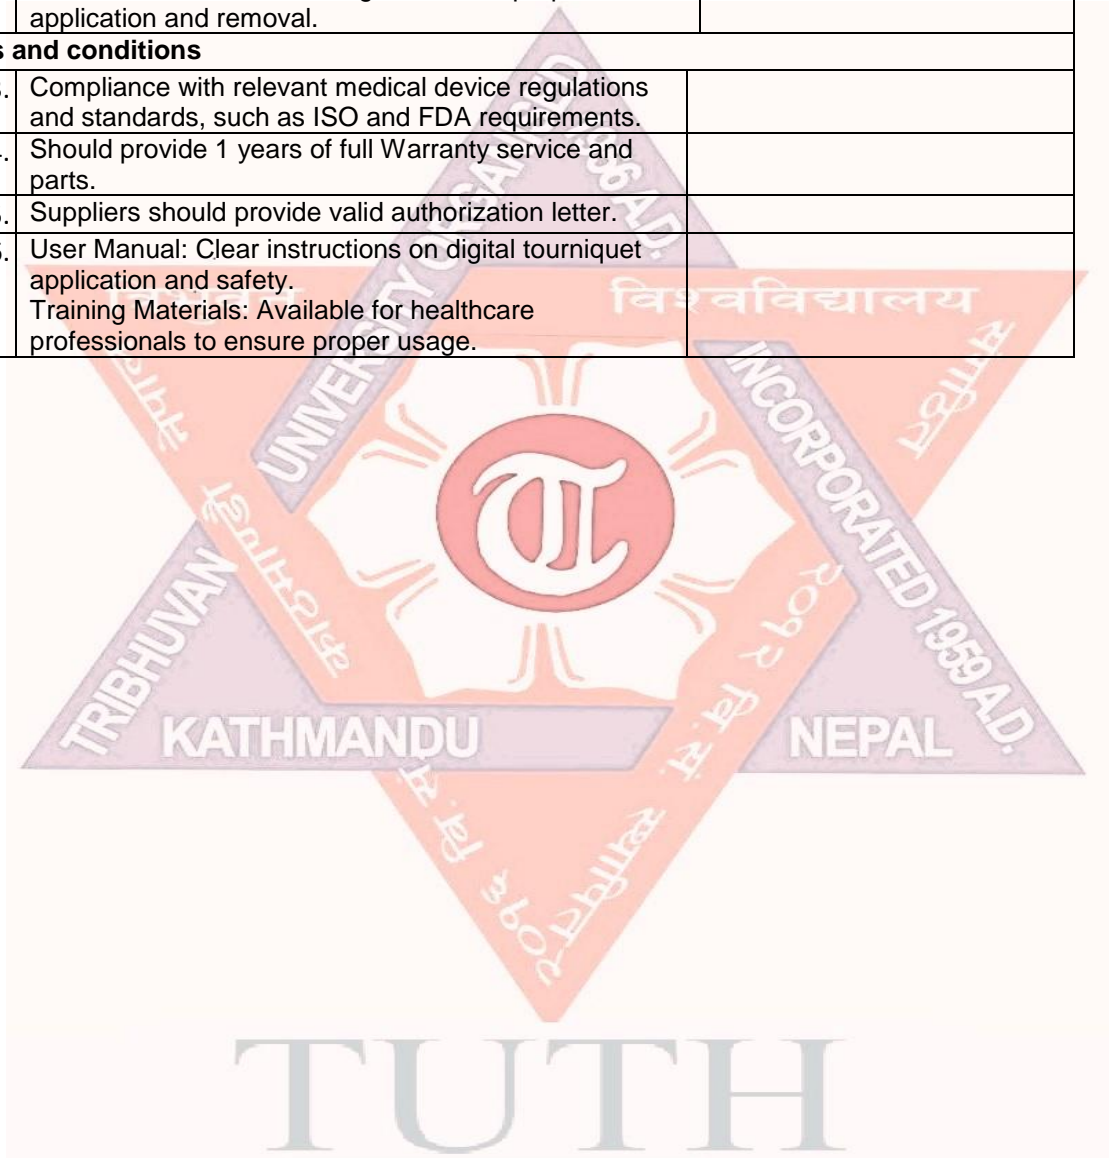 application and removal.
s and conditions
Compliance with relevant medical device regulations
and standards, such as ISO and FDA requirements.
Should provide 1 years of full Warranty service and
parts.
Suppliers should provide valid authorization letter.
User Manual: Clear instructions on digital tourniquet
application and safety.
Training Materials: Available for healthcare
professionals to ensure proper usage.
UNIVERSITY ORGANISED
1966 A.D.
त्रिभुवन
विश्वविद्यालय
INCORPORATED 1959 A.D.
TRIBHUVAN
KATHMANDU
NEPAL
TUTH